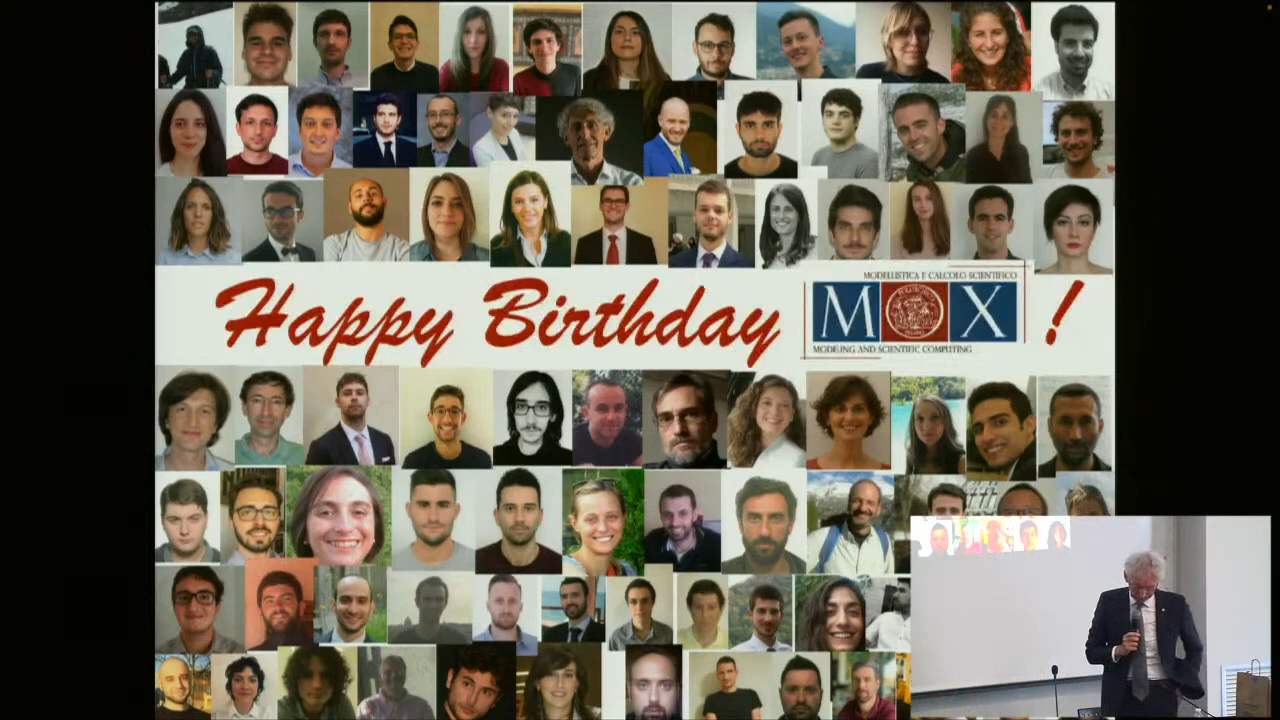 MODELLISTICA E CALCOLO SCIENTIFICO
Happy Birthday MOX !
MODELING AND SCIENTIFIC COMPUTING